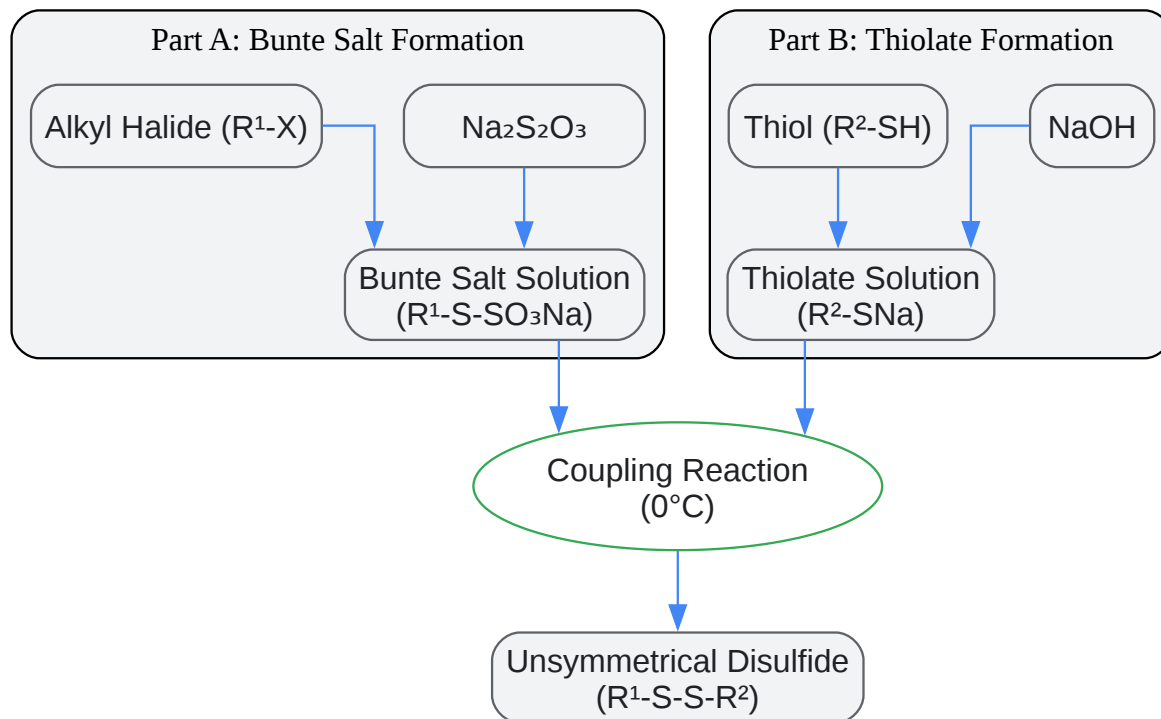 Part A: Bunte Salt Formation
Part B: Thiolate Formation
Alkyl Halide (R¹-X)
Na₂S₂O₃
Thiol (R²-SH)
NaOH
Bunte Salt Solution
(R¹-S-SO₃Na)
Thiolate Solution
(R²-SNa)
Coupling Reaction
(0°C)
Unsymmetrical Disulfide
(R¹-S-S-R²)